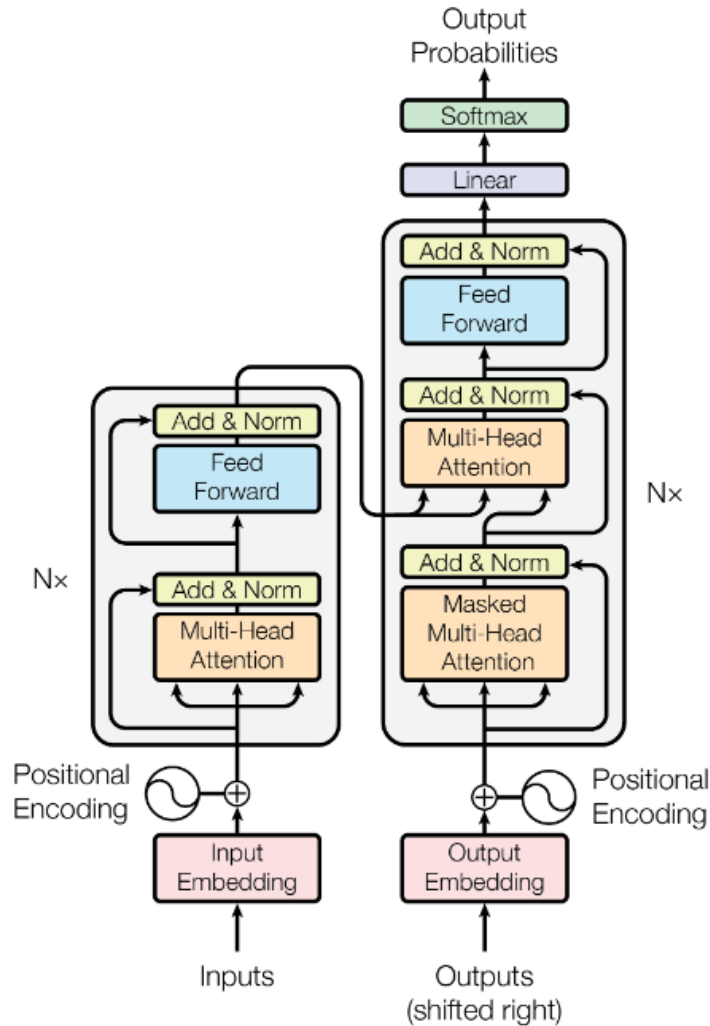 Output
Probabilities
Softmax
Linear
Add & Norm
Feed
Forward
Add & Norm
Multi-Head
Attention
Nx
Add & Norm
Masked
Multi-Head
Attention
Add & Norm
Feed
Forward
Nx
Add & Norm
Multi-Head
Attention
Positional
Encoding
Positional
Encoding
Input
Embedding
Output
Embedding
Inputs
Outputs
(shifted right)